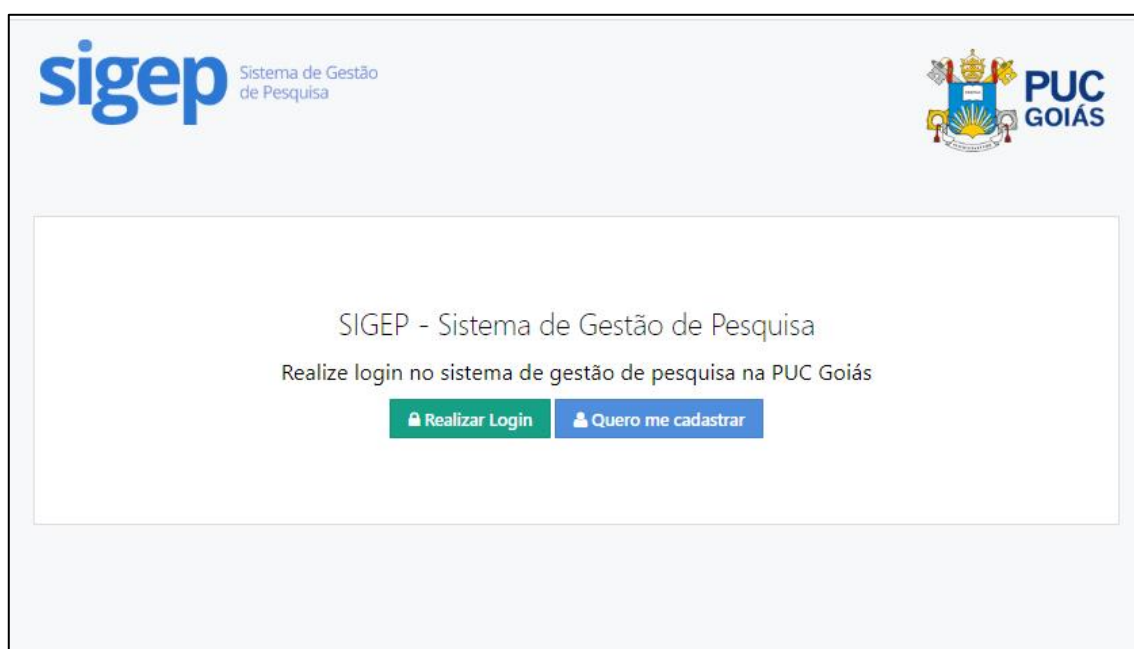 sigep
Sistema de Gestão
de Pesquisa
PUC
GOIÁS
SIGEP - Sistema de Gestão de Pesquisa
Realize login no sistema de gestão de pesquisa na PUC Goiás
Realizar Login
Quero me cadastrar